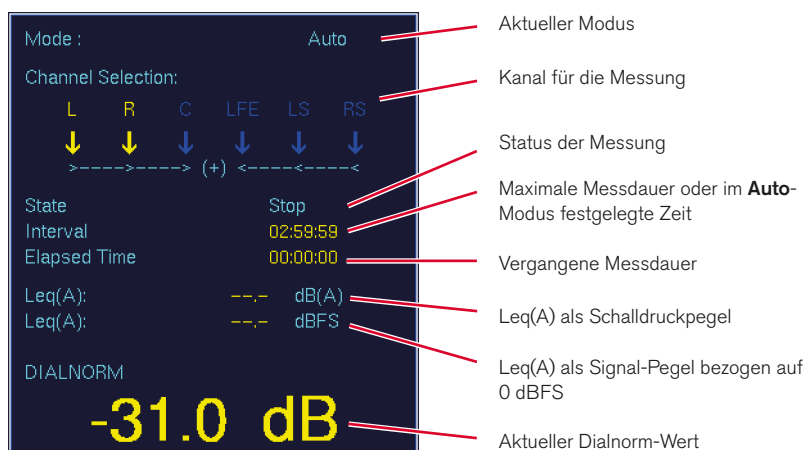 Mode : Auto
Aktueller Modus
Channel Selection:
Kanal für die Messung
L R C LFE LS RS
>---->----> (+) <----<----<
Status der Messung
State Stop
Maximale Messdauer oder im Auto-
Modus festgelegte Zeit
Interval 02:59:59
Elapsed Time 00:00:00
Vergangene Messdauer
Leq(A): --.- dB(A)
Leq(A) als Schalldruckpegel
Leq(A): --.- dBFS
Leq(A) als Signal-Pegel bezogen auf
0 dBFS
DIALNORM
-31.0 dB
Aktueller Dialnorm-Wert